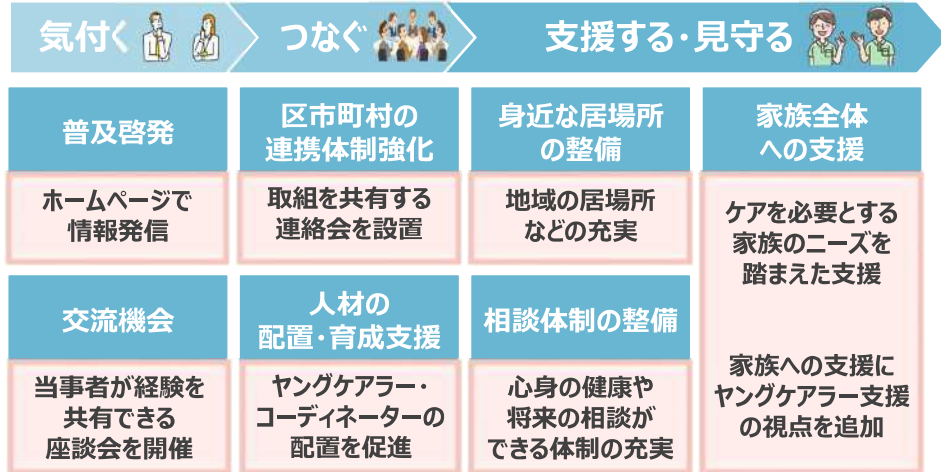 気付く
つなぐ
支援する・見守る
普及啓発
ホームページで
情報発信
交流機会
当事者が経験を
共有できる
座談会を開催
区市町村の
連携体制強化
取組を共有する
連絡会を設置
人材の
配置・育成支援
ヤングケアラー・
コーディネーターの
配置を促進
身近な居場所
の整備
地域の居場所
などの充実
相談体制の整備
心身の健康や
将来の相談が
できる体制の充実
家族全体
への支援
ケアを必要とする
家族のニーズを
踏まえた支援
家族への支援に
ヤングケアラー支援
の視点を追加